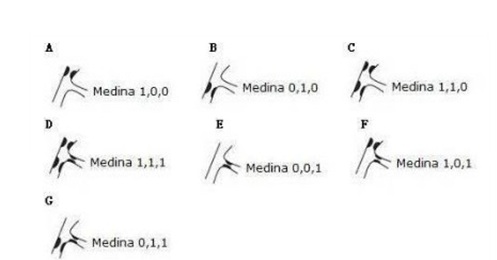 A
B
C
Medina 1,0,0
Medina 0,1,0
Medina 1,1,0
D
E
F
Medina 1,1,1
Medina 0,0,1
Medina 1,0,1
G
Medina 0,1,1